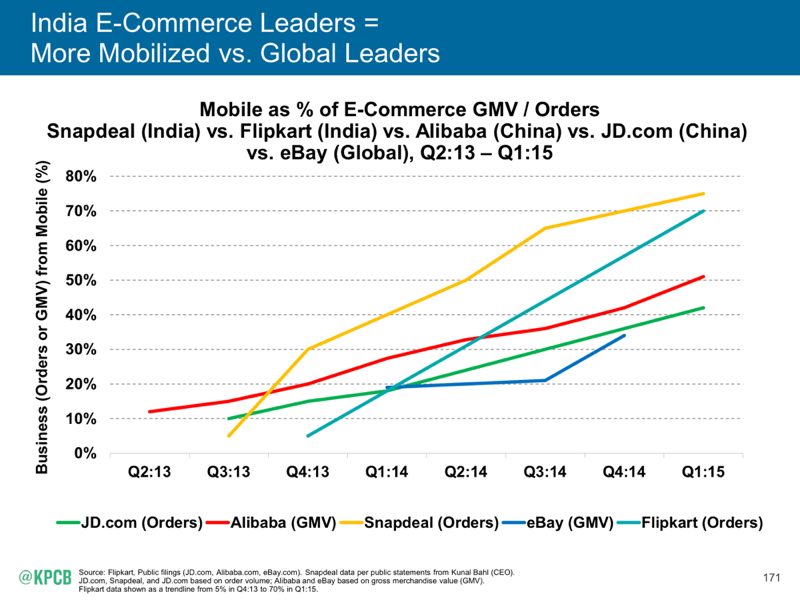 India E-Commerce Leaders =
More Mobilized vs. Global Leaders
Mobile as % of E-Commerce GMV / Orders
Snapdeal (India) vs. Flipkart (India) vs. Alibaba (China) vs. JD.com (China)
vs. eBay (Global), Q2:13 – Q1:15
Business (Orders or GMV) from Mobile (%)
80%
70%
60%
50%
40%
30%
20%
10%
0%
Q2:13 Q3:13 Q4:13 Q1:14 Q2:14 Q3:14 Q4:14 Q1:15
JD.com (Orders) Alibaba (GMV) Snapdeal (Orders) eBay (GMV) Flipkart (Orders)
@KPCB
Source: Flipkart, Public filings (JD.com, Alibaba.com, eBay.com). Snapdeal data per public statements from Kunal Bahl (CEO).
JD.com, Snapdeal, and JD.com based on order volume; Alibaba and eBay based on gross merchandise value (GMV).
Flipkart data shown as a trendline from 5% in Q4:13 to 70% in Q1:15.
171